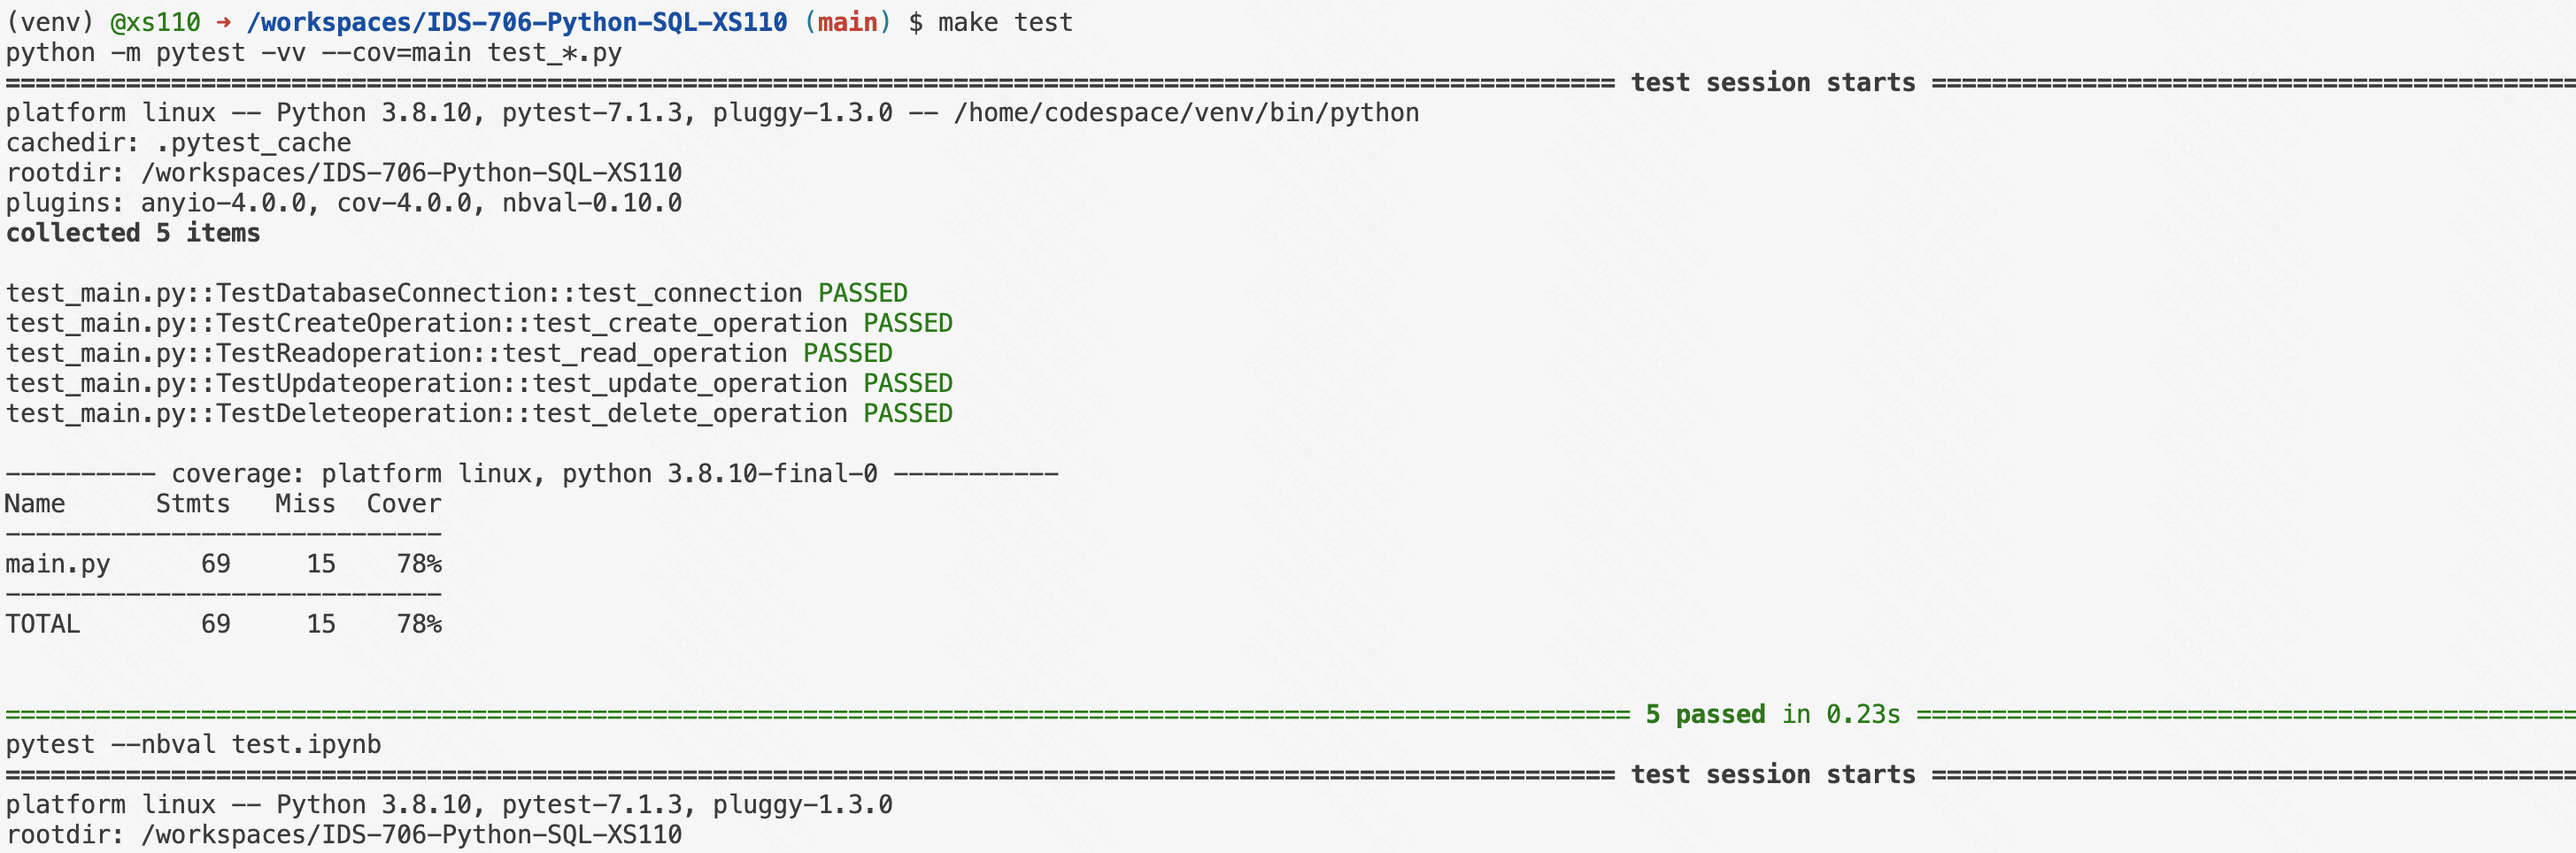 (venv) @xs110 ➜ /workspaces/IDS-706-Python-SQL-XS110 (main) $ make test
python -m pytest -vv --cov=main test_*.py
=========================================================================================================== test session starts ===========================================
platform linux -- Python 3.8.10, pytest-7.1.3, pluggy-1.3.0 -- /home/codespace/venv/bin/python
cachedir: .pytest_cache
rootdir: /workspaces/IDS-706-Python-SQL-XS110
plugins: anyio-4.0.0, cov-4.0.0, nbval-0.10.0
collected 5 items
test_main.py::TestDatabaseConnection::test_connection PASSED
test_main.py::TestCreateOperation::test_create_operation PASSED
test_main.py::TestReadoperation::test_read_operation PASSED
test_main.py::TestUpdateoperation::test_update_operation PASSED
test_main.py::TestDeleteoperation::test_delete_operation PASSED
---------- coverage: platform linux, python 3.8.10-final-0 -----------
Name      Stmts   Miss  Cover
-----------------------------
main.py      69     15    78%
-----------------------------
TOTAL        69     15    78%
============================================================================================================ 5 passed in 0.23s ============================================
pytest --nbval test.ipynb
=========================================================================================================== test session starts ===========================================
platform linux -- Python 3.8.10, pytest-7.1.3, pluggy-1.3.0
rootdir: /workspaces/IDS-706-Python-SQL-XS110